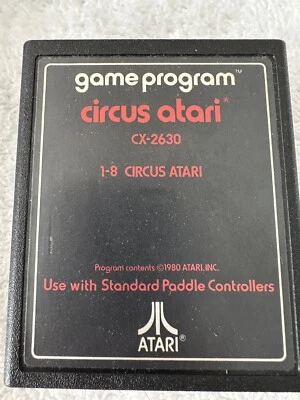 game program™
circus atari®
CX-2630
1-8 CIRCUS ATARI
Program contents ©1980 ATARI, INC.
Use with Standard Paddle Controllers
ATARI®